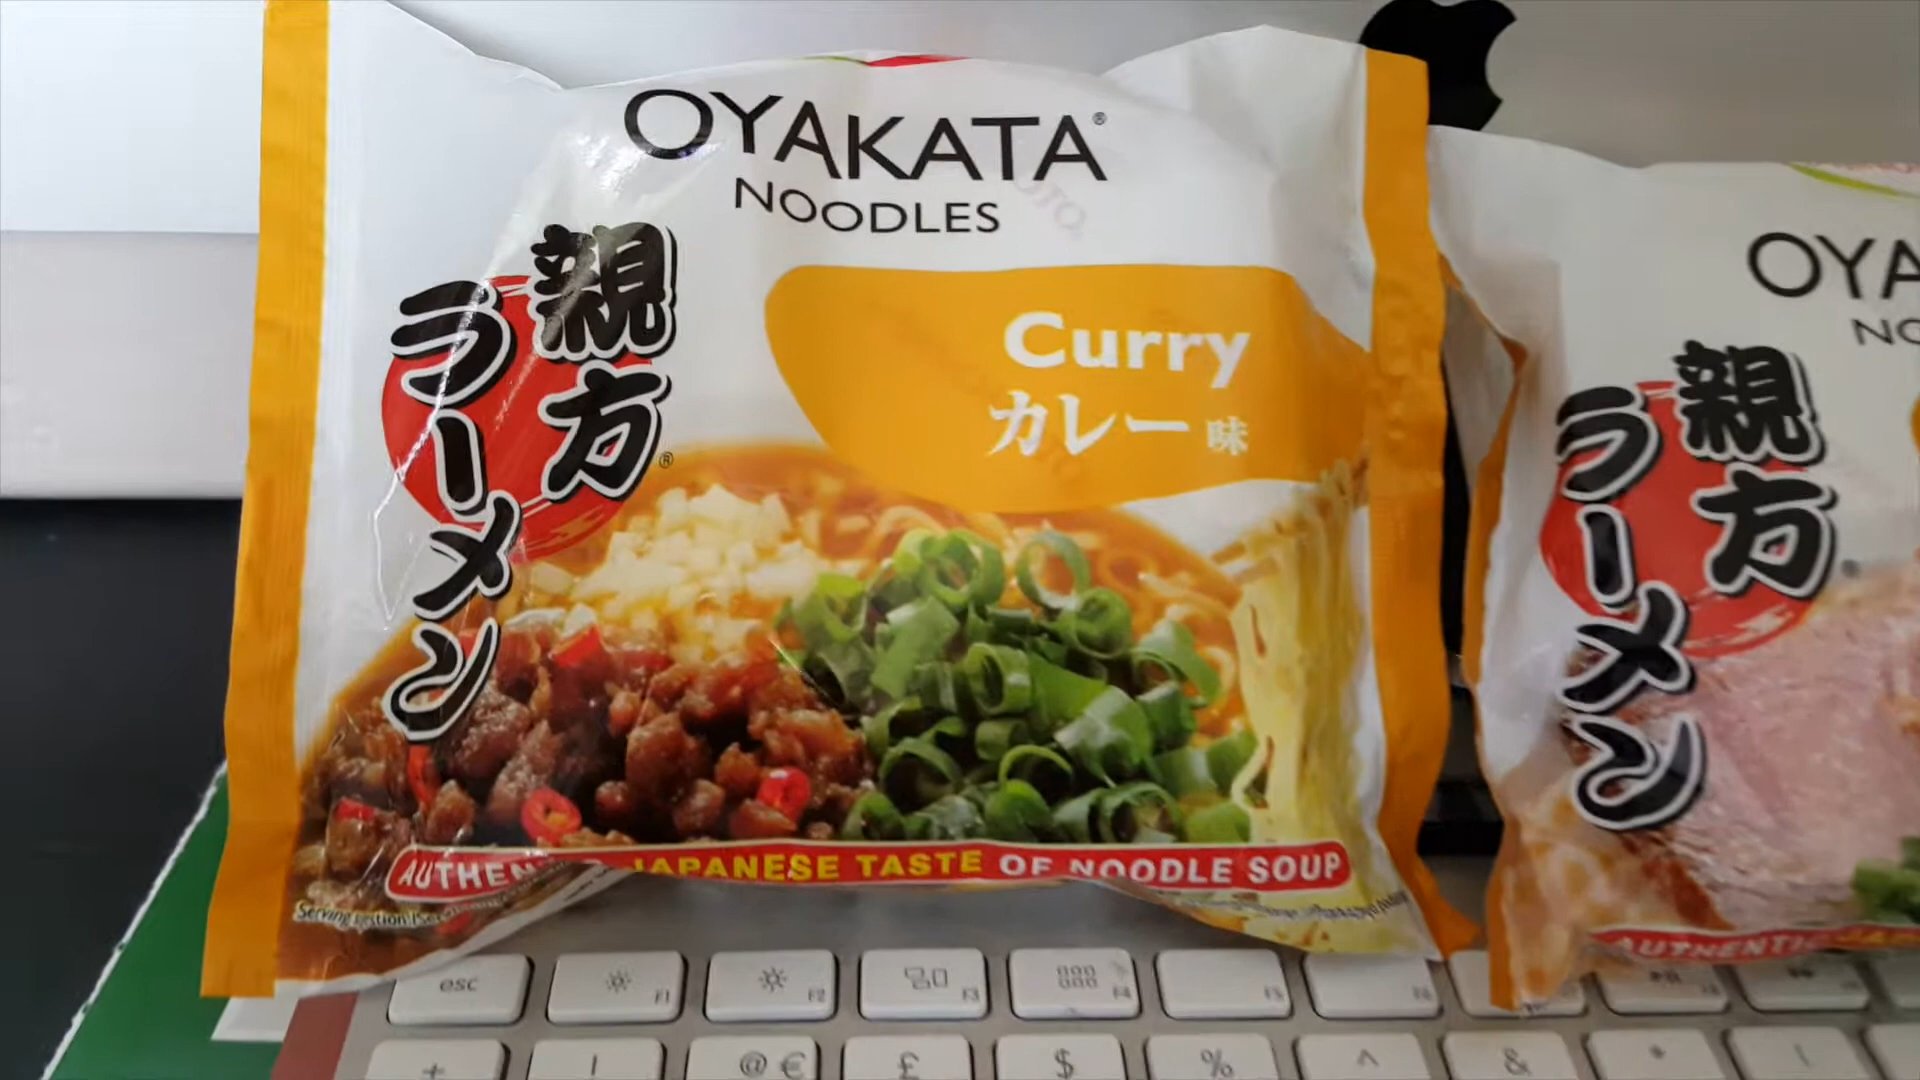 OYAKATA®
NOODLES
親方®
ラーメン
Curry
カレー味
JAPANESE TASTE OF NOODLE SOUP
Serving
OYA
親方
ラーメン
esc
F1
F2
F3
F4
F5
+ ! @ € £ $ % ^ & * (